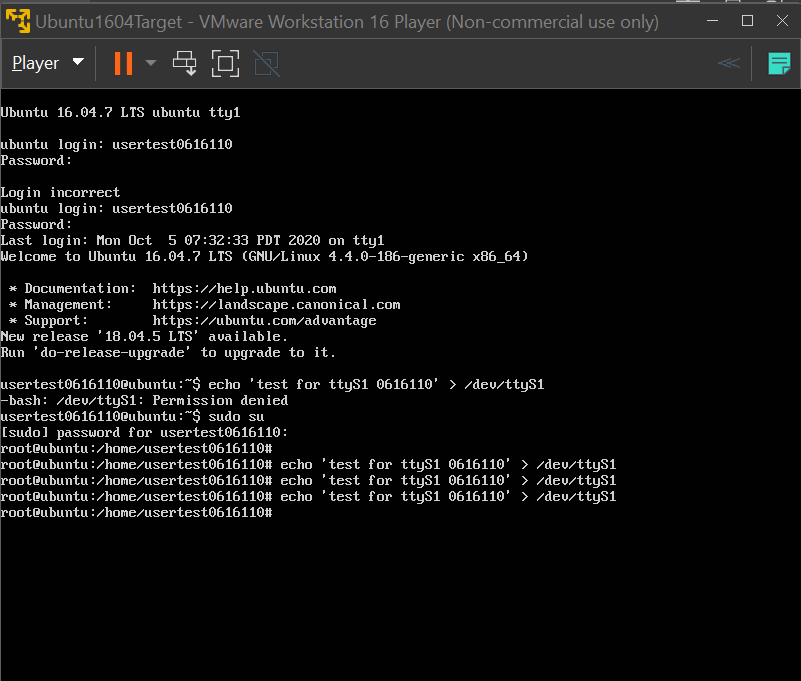 Ubuntu1604Target - VMware Workstation 16 Player (Non-commercial use only)
Player
Ubuntu 16.04.7 LTS ubuntu tty1
ubuntu login: usertest0616110
Password:
Login incorrect
ubuntu login: usertest0616110
Password:
Last login: Mon Oct  5 07:32:33 PDT 2020 on tty1
Welcome to Ubuntu 16.04.7 LTS (GNU/Linux 4.4.0-186-generic x86_64)
 * Documentation:  https://help.ubuntu.com
 * Management:     https://landscape.canonical.com
 * Support:        https://ubuntu.com/advantage
New release '18.04.5 LTS' available.
Run 'do-release-upgrade' to upgrade to it.
usertest0616110@ubuntu:~$ echo 'test for ttyS1 0616110' > /dev/ttyS1
-bash: /dev/ttyS1: Permission denied
usertest0616110@ubuntu:~$ sudo su
[sudo] password for usertest0616110:
root@ubuntu:/home/usertest0616110#
root@ubuntu:/home/usertest0616110# echo 'test for ttyS1 0616110' > /dev/ttyS1
root@ubuntu:/home/usertest0616110# echo 'test for ttyS1 0616110' > /dev/ttyS1
root@ubuntu:/home/usertest0616110# echo 'test for ttyS1 0616110' > /dev/ttyS1
root@ubuntu:/home/usertest0616110#